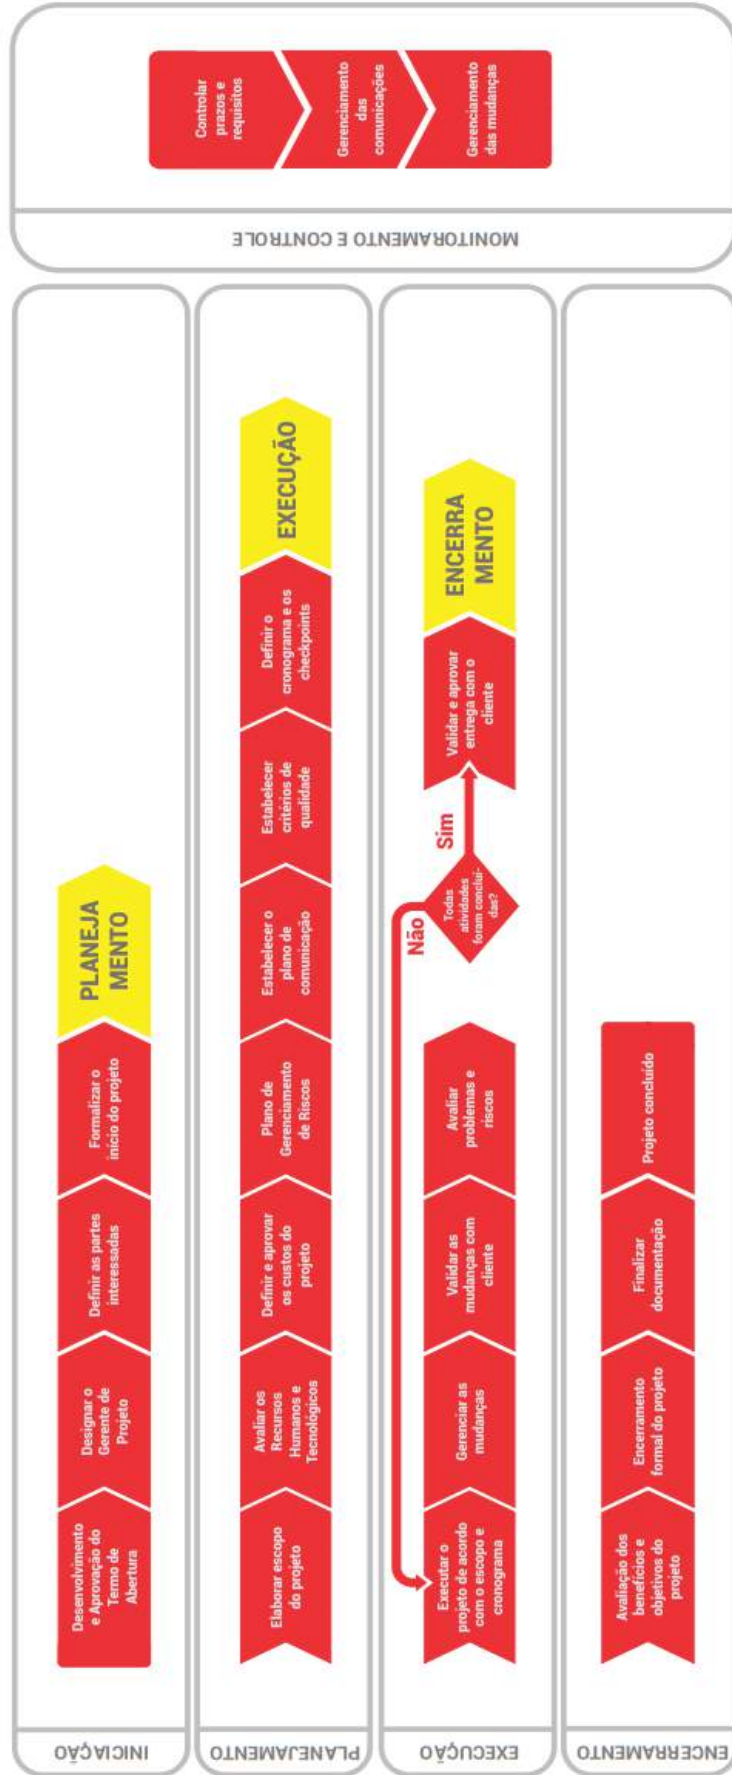 INICIAÇÃO
Desenvolvimento
e Aprovação do
Termo de
Abertura
Designar o
Gerente de
Projeto
Definir as partes
interessadas
Formalizar o
início do projeto
PLANEJA
MENTO
PLANEJAMENTO
Elaborar escopo
do projeto
Avaliar os
Recursos
Humanos e
Tecnológicos
Definir e aprovar
os custos do
projeto
Plano de
Gerenciamento
de Riscos
Estabelecer o
plano de
comunicação
Estabelecer
critérios de
qualidade
Definir o
cronograma e os
checkpoints
EXECUÇÃO
EXECUÇÃO
Executar o
projeto de acordo
com o escopo e
cronograma
Gerenciar as
mudanças
Validar as
mudanças com
cliente
Avaliar
problemas e
riscos
Todas
atividades
foram concluí-
das?
Não
Sim
Validar e aprovar
entrega com o
cliente
ENCERRA
MENTO
ENCERRAMENTO
Avaliação dos
benefícios e
objetivos do
projeto
Encerramento
formal do projeto
Finalizar
documentação
Projeto concluído
MONITORAMENTO E CONTROLE
Controlar
prazos e
requisitos
Gerenciamento
das
comunicações
Gerenciamento
das mudanças